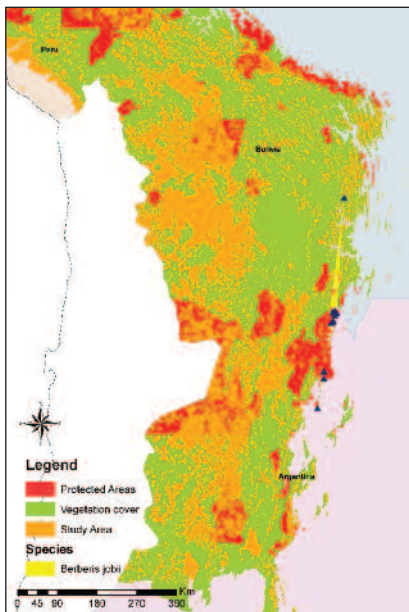 Peru
Bolivia
Argentina
Legend
Protected Areas
Vegetation cover
Study Area
Species
Berberis jobii
Km
0 45 90 180 270 360